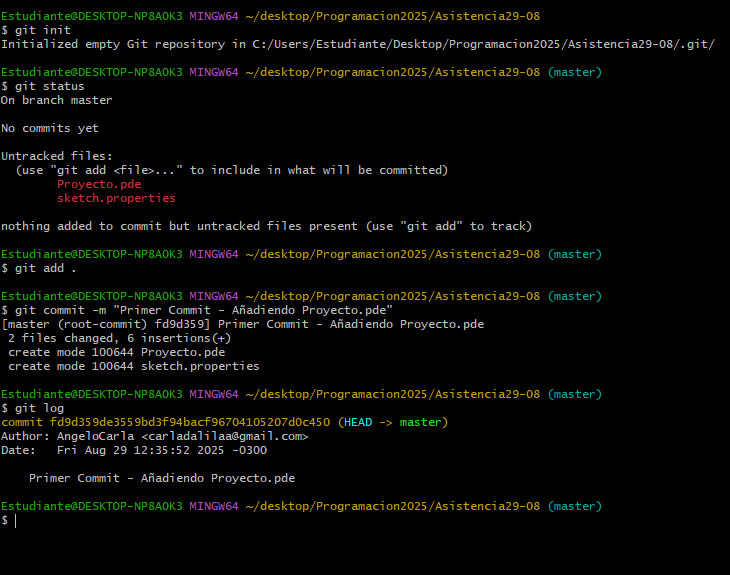 Estudiante@DESKTOP-NP8AOK3 MINGW64 ~/desktop/Programacion2025/Asistencia29-08
$ git init
Initialized empty Git repository in C:/Users/Estudiante/Desktop/Programacion2025/Asistencia29-08/.git/
Estudiante@DESKTOP-NP8AOK3 MINGW64 ~/desktop/Programacion2025/Asistencia29-08 (master)
$ git status
On branch master
No commits yet
Untracked files:
(use "git add <file>..." to include in what will be committed)
Proyecto.pde
sketch.properties
nothing added to commit but untracked files present (use "git add" to track)
Estudiante@DESKTOP-NP8AOK3 MINGW64 ~/desktop/Programacion2025/Asistencia29-08 (master)
$ git add .
Estudiante@DESKTOP-NP8AOK3 MINGW64 ~/desktop/Programacion2025/Asistencia29-08 (master)
$ git commit -m "Primer Commit - Añadiendo Proyecto.pde"
[master (root-commit) fd9d359] Primer Commit - Añadiendo Proyecto.pde
2 files changed, 6 insertions(+)
create mode 100644 Proyecto.pde
create mode 100644 sketch.properties
Estudiante@DESKTOP-NP8AOK3 MINGW64 ~/desktop/Programacion2025/Asistencia29-08 (master)
$ git log
commit fd9d359de3559bd3f94bacf96704105207d0c450 (HEAD -> master)
Author: AngeloCarla <carladalilaa@gmail.com>
Date:   Fri Aug 29 12:35:52 2025 -0300
Primer Commit - Añadiendo Proyecto.pde
Estudiante@DESKTOP-NP8AOK3 MINGW64 ~/desktop/Programacion2025/Asistencia29-08 (master)
$